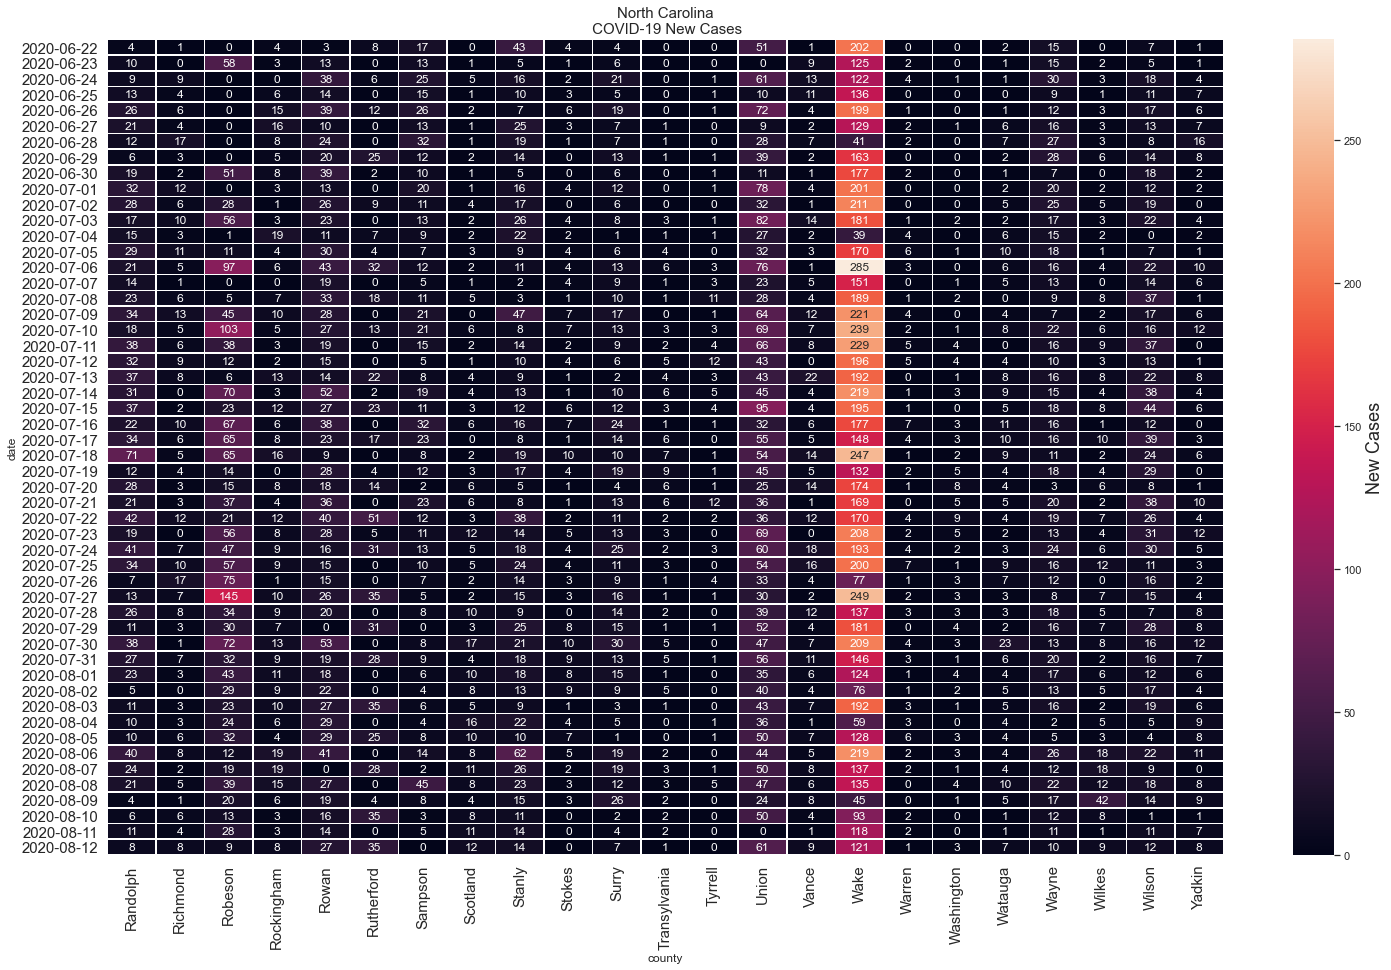 North Carolina
COVID-19 New Cases
2020-06-22 4 1 0 4 3 8 17 0 43 4 4 0 0 51 1 202 0 0 2 15 0 7 1
2020-06-23 10 0 58 3 13 0 13 1 5 1 6 0 0 0 9 125 2 0 1 15 2 5 1
2020-06-24 9 9 0 0 38 6 25 5 16 2 21 0 1 61 13 122 4 1 1 30 3 18 4
2020-06-25 13 4 0 6 14 0 15 1 10 3 5 0 1 10 11 136 0 0 0 9 1 11 7
2020-06-26 26 6 0 15 39 12 26 2 7 6 19 0 1 72 4 199 1 0 1 12 3 17 6
2020-06-27 21 4 0 16 10 0 13 1 25 3 7 1 0 9 2 129 2 1 6 16 3 13 7
2020-06-28 12 17 0 8 24 0 32 1 19 1 7 1 0 28 7 41 2 0 7 27 3 8 16
2020-06-29 6 3 0 5 20 25 12 2 14 0 13 1 1 39 2 163 0 0 2 28 6 14 8
2020-06-30 19 2 51 8 39 2 10 1 5 0 6 0 1 11 1 177 2 0 1 7 0 18 2
2020-07-01 32 12 0 3 13 0 20 1 16 4 12 0 1 78 4 201 0 0 2 20 2 12 2
2020-07-02 28 6 28 1 26 9 11 4 17 0 6 0 0 32 1 211 0 0 5 25 5 19 0
2020-07-03 17 10 56 3 23 0 13 2 26 4 8 3 1 82 14 181 1 2 2 17 3 22 4
2020-07-04 15 3 1 19 11 7 9 2 22 2 1 1 1 27 2 39 4 0 6 15 2 0 2
2020-07-05 29 11 11 4 30 4 7 3 9 4 6 4 0 32 3 170 6 1 10 18 1 7 1
2020-07-06 21 5 97 6 43 32 12 2 11 4 13 6 3 76 1 285 3 0 6 16 4 22 10
2020-07-07 14 1 0 0 19 0 5 1 2 4 9 1 3 23 5 151 0 1 5 13 0 14 6
2020-07-08 23 6 5 7 33 18 11 5 3 1 10 1 11 28 4 189 1 2 0 9 8 37 1
2020-07-09 34 13 45 10 28 0 21 0 47 7 17 0 1 64 12 221 4 0 4 7 2 17 6
2020-07-10 18 5 103 5 27 13 21 6 8 7 13 3 3 69 7 239 2 1 8 22 6 16 12
2020-07-11 38 6 38 3 19 0 15 2 14 2 9 2 4 66 8 229 5 4 0 16 9 37 0
2020-07-12 32 9 12 2 15 0 5 1 10 4 6 5 12 43 0 196 5 4 4 10 3 13 1
2020-07-13 37 8 6 13 14 22 8 4 9 1 2 4 3 43 22 192 0 1 8 16 8 22 8
2020-07-14 31 0 70 3 52 2 19 4 13 1 10 6 5 45 4 219 1 3 9 15 4 38 4
2020-07-15 37 2 23 12 27 23 11 3 12 6 12 3 4 95 4 195 1 0 5 18 8 44 6
2020-07-16 22 10 67 6 38 0 32 6 16 7 24 1 1 32 6 177 7 3 11 16 1 12 0
2020-07-17 34 6 65 8 23 17 23 0 8 1 14 6 0 55 5 148 4 3 10 16 10 39 3
2020-07-18 71 5 65 16 9 0 8 2 19 10 10 7 1 54 14 247 1 2 9 11 2 24 6
2020-07-19 12 4 14 0 28 4 12 3 17 4 19 9 1 45 5 132 2 5 4 18 4 29 0
2020-07-20 28 3 15 8 18 14 2 6 5 1 4 6 1 25 14 174 1 8 4 3 6 8 1
2020-07-21 21 3 37 4 36 0 23 6 8 1 13 6 12 36 1 169 0 5 5 20 2 38 10
2020-07-22 42 12 21 12 40 51 12 3 38 2 11 2 2 36 12 170 4 9 4 19 7 26 4
2020-07-23 19 0 56 8 28 5 11 12 14 5 13 3 0 69 0 208 2 5 2 13 4 31 12
2020-07-24 41 7 47 9 16 31 13 5 18 4 25 2 3 60 18 193 4 2 3 24 6 30 5
2020-07-25 34 10 57 9 15 0 10 5 24 4 11 3 0 54 16 200 7 1 9 16 12 11 3
2020-07-26 7 17 75 1 15 0 7 2 14 3 9 1 4 33 4 77 1 3 7 12 0 16 2
2020-07-27 13 7 145 10 26 35 5 2 15 3 16 1 1 30 2 249 2 3 3 8 7 15 4
2020-07-28 26 8 34 9 20 0 8 10 9 0 14 2 0 39 12 137 3 3 3 18 5 7 8
2020-07-29 11 3 30 7 0 31 0 3 25 8 15 1 1 52 4 181 0 4 2 16 7 28 8
2020-07-30 38 1 72 13 53 0 8 17 21 10 30 5 0 47 7 209 4 3 23 13 8 16 12
2020-07-31 27 7 32 9 19 28 9 4 18 9 13 5 1 56 11 146 3 1 6 20 2 16 7
2020-08-01 23 3 43 11 18 0 6 10 18 8 15 1 0 35 6 124 1 4 4 17 6 12 6
2020-08-02 5 0 29 9 22 0 4 8 13 9 9 5 0 40 4 76 1 2 5 13 5 17 4
2020-08-03 11 3 23 10 27 35 6 5 9 1 3 1 0 43 7 192 3 1 5 16 2 19 6
2020-08-04 10 3 24 6 29 0 4 16 22 4 5 0 1 36 1 59 3 0 4 2 5 5 9
2020-08-05 10 6 32 4 29 25 8 10 10 7 1 0 1 50 7 128 6 3 4 5 3 4 8
2020-08-06 40 8 12 19 41 0 14 8 62 5 19 2 0 44 5 219 2 3 4 26 18 22 11
2020-08-07 24 2 19 19 0 28 2 11 26 2 19 3 1 50 8 137 2 1 4 12 18 9 0
2020-08-08 21 5 39 15 27 0 45 8 23 3 12 3 5 47 6 135 0 4 10 22 12 18 8
2020-08-09 4 1 20 6 19 4 8 4 15 3 26 2 0 24 8 45 0 1 5 17 42 14 9
2020-08-10 6 6 13 3 16 35 3 8 11 0 2 2 0 50 4 93 2 0 1 12 8 1 1
2020-08-11 11 4 28 3 14 0 5 11 14 0 4 2 0 0 1 118 2 0 1 11 1 11 7
2020-08-12 8 8 9 8 27 35 0 12 14 0 7 1 0 61 9 121 1 3 7 10 9 12 8
Randolph Richmond Robeson Rockingham Rowan Rutherford Sampson Scotland Stanly Stokes Surry Transylvania Tyrrell Union Vance Wake Warren Washington Watauga Wayne Wilkes Wilson Yadkin
county
date
250
200
150
100
50
0
New Cases